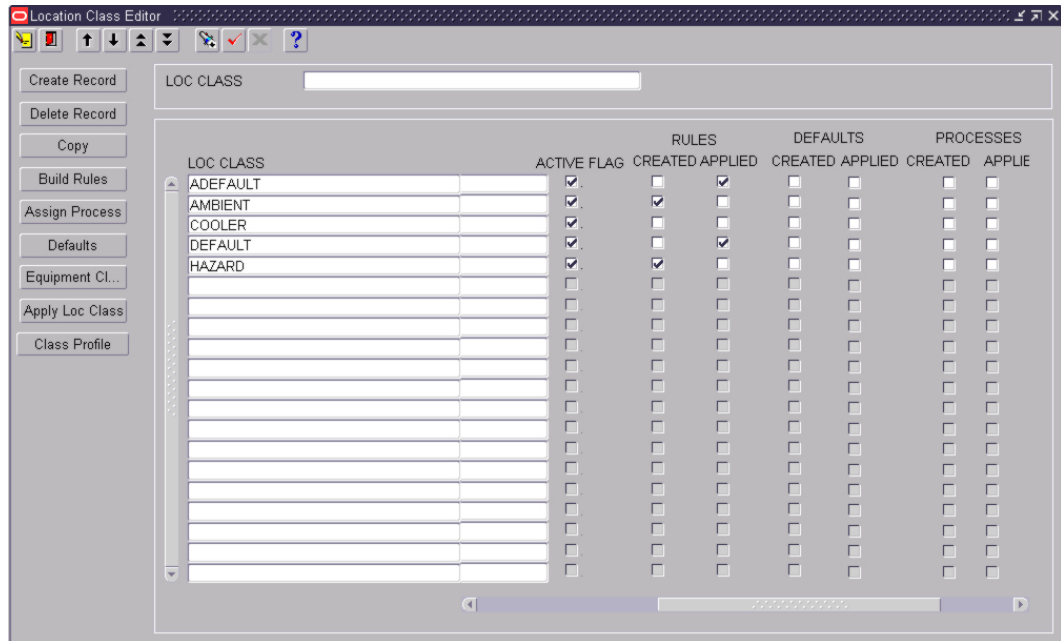 Location Class Editor
?
Create Record
Delete Record
Copy
Build Rules
Assign Process
Defaults
Equipment Cl...
Apply Loc Class
Class Profile
LOC CLASS
RULES DEFAULTS PROCESSES
LOC CLASS ACTIVE FLAG CREATED APPLIED CREATED APPLIED CREATED APPLIE
ADEFAULT
AMBIENT
COOLER
DEFAULT
HAZARD